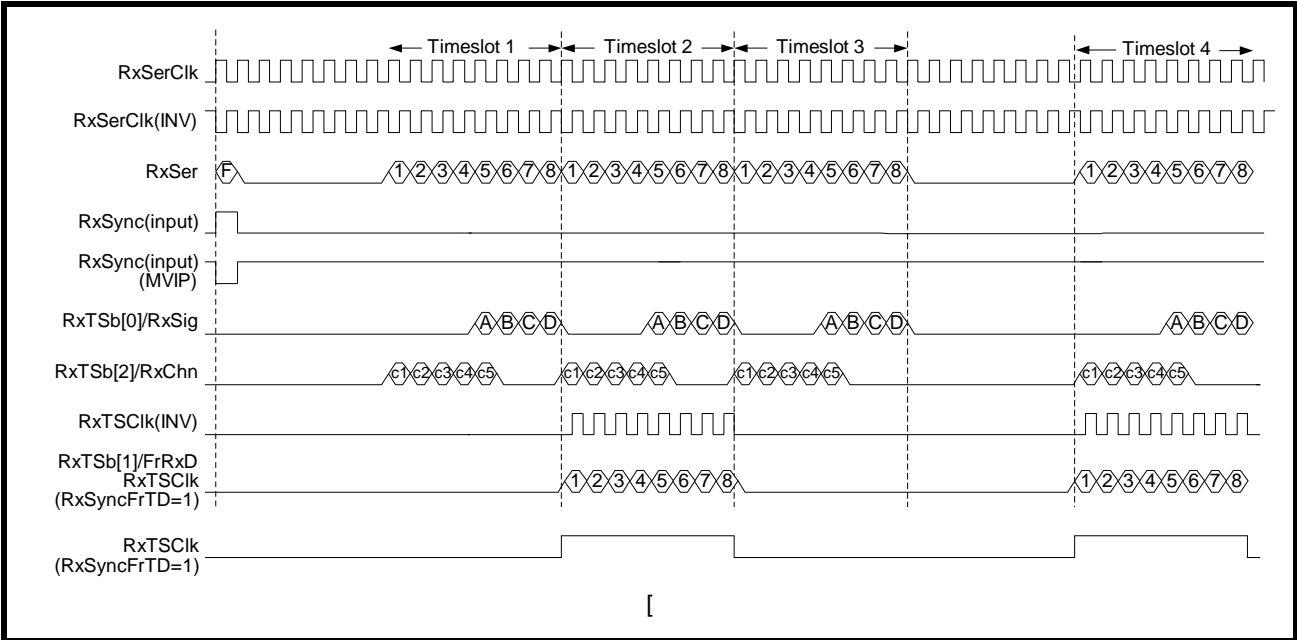 Timeslot 1 Timeslot 2 Timeslot 3 Timeslot 4
RxSerClk
RxSerClk(INV)
RxSer F 1 2 3 4 5 6 7 8 1 2 3 4 5 6 7 8 1 2 3 4 5 6 7 8 1 2 3 4 5 6 7 8
RxSync(input)
RxSync(input)
(MVIP)
RxTSb[0]/RxSig A B C D A B C D A B C D A B C D
RxTSb[2]/RxChn c1 c2 c3 c4 c5 c1 c2 c3 c4 c5 c1 c2 c3 c4 c5 c1 c2 c3 c4 c5
RxTSClk(INV)
RxTSb[1]/FrRxD
RxTSClk 1 2 3 4 5 6 7 8 1 2 3 4 5 6 7 8
(RxSyncFrTD=1)
RxTSClk
(RxSyncFrTD=1)
[